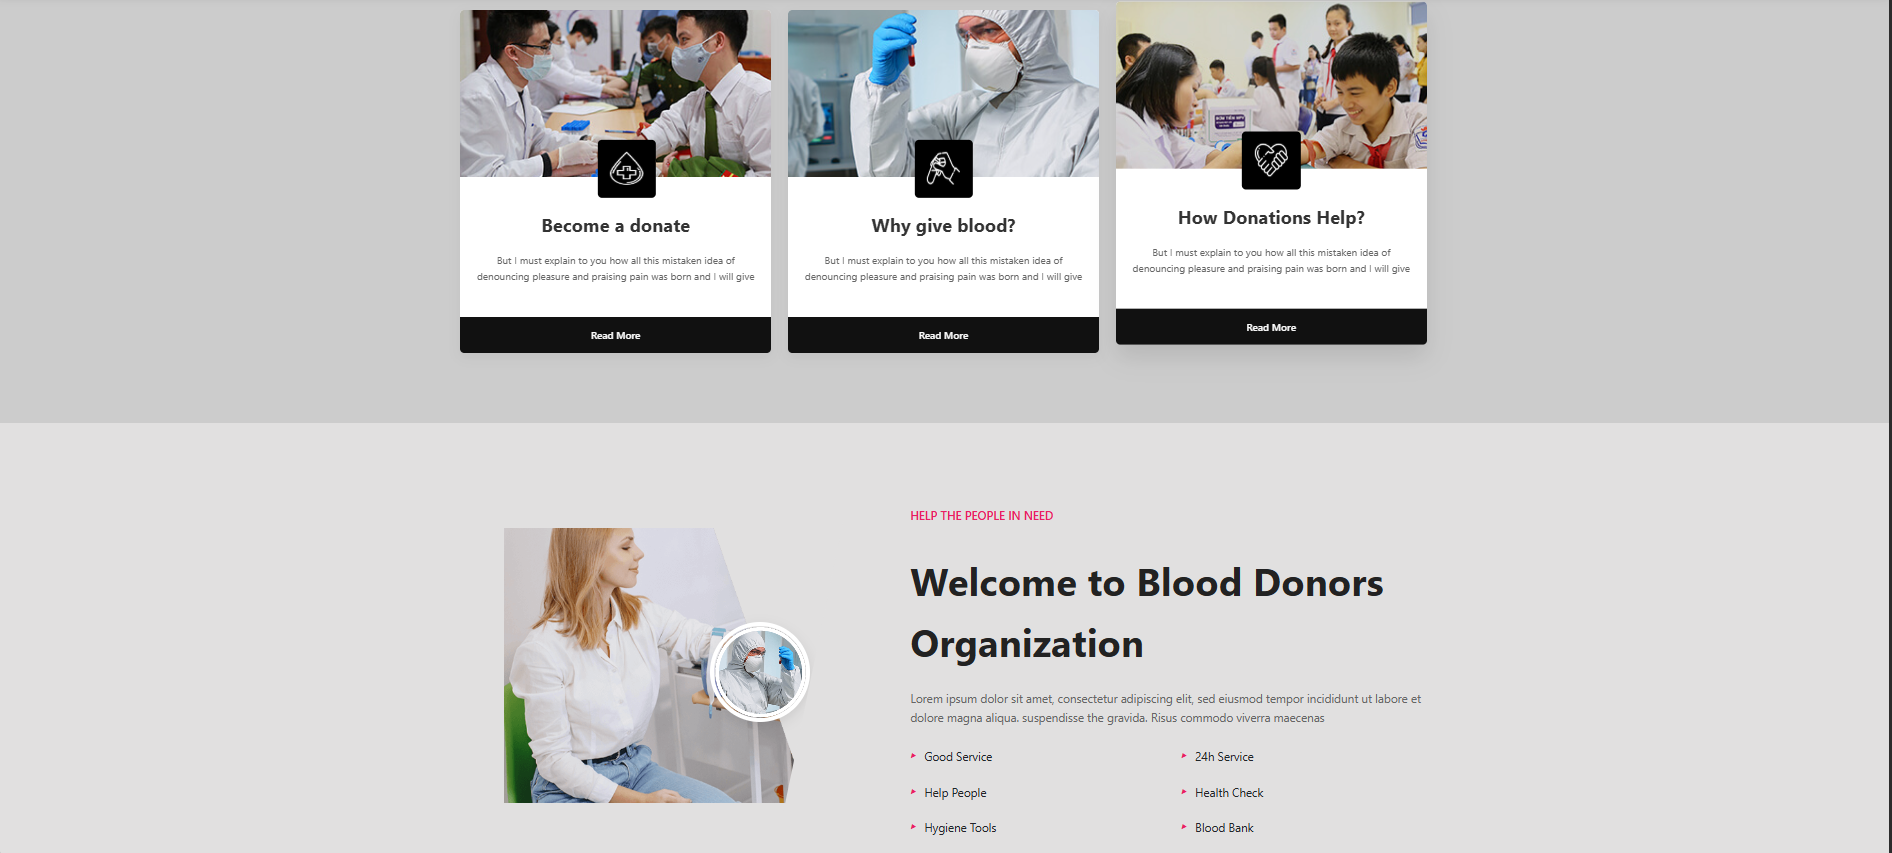 Become a donate
But I must explain to you how all this mistaken idea of
denouncing pleasure and praising pain was born and I will give
Read More
Why give blood?
But I must explain to you how all this mistaken idea of
denouncing pleasure and praising pain was born and I will give
Read More
How Donations Help?
But I must explain to you how all this mistaken idea of
denouncing pleasure and praising pain was born and I will give
Read More
HELP THE PEOPLE IN NEED
Welcome to Blood Donors
Organization
Lorem ipsum dolor sit amet, consectetur adipiscing elit, sed eiusmod tempor incididunt ut labore et
dolore magna aliqua. suspendisse the gravida. Risus commodo viverra maecenas
Good Service
24h Service
Help People
Health Check
Hygiene Tools
Blood Bank